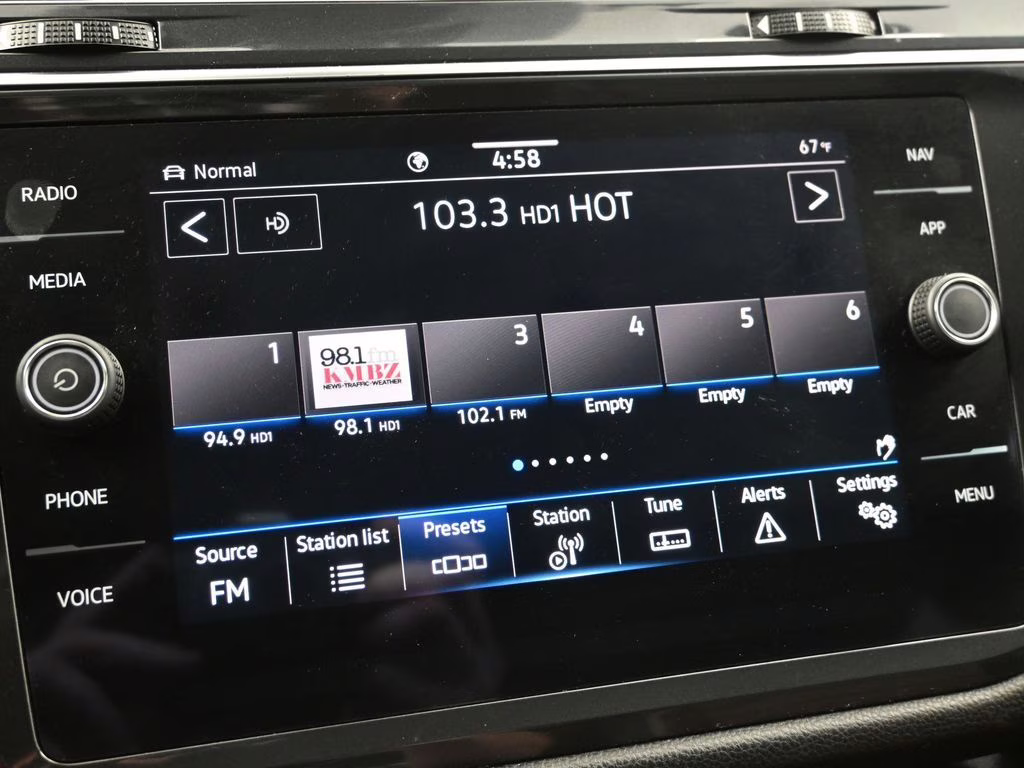 RADIO
MEDIA
PHONE
VOICE
Normal
4:58
67°F
HD
103.3 HD1 HOT
1
98.1fm
KMBZ
NEWS·TRAFFIC·WEATHER
3
4
5
6
94.9 HD1
98.1 HD1
102.1 FM
Empty
Empty
Empty
Source
FM
Station list
Presets
Station
Tune
Alerts
Settings
NAV
APP
CAR
MENU